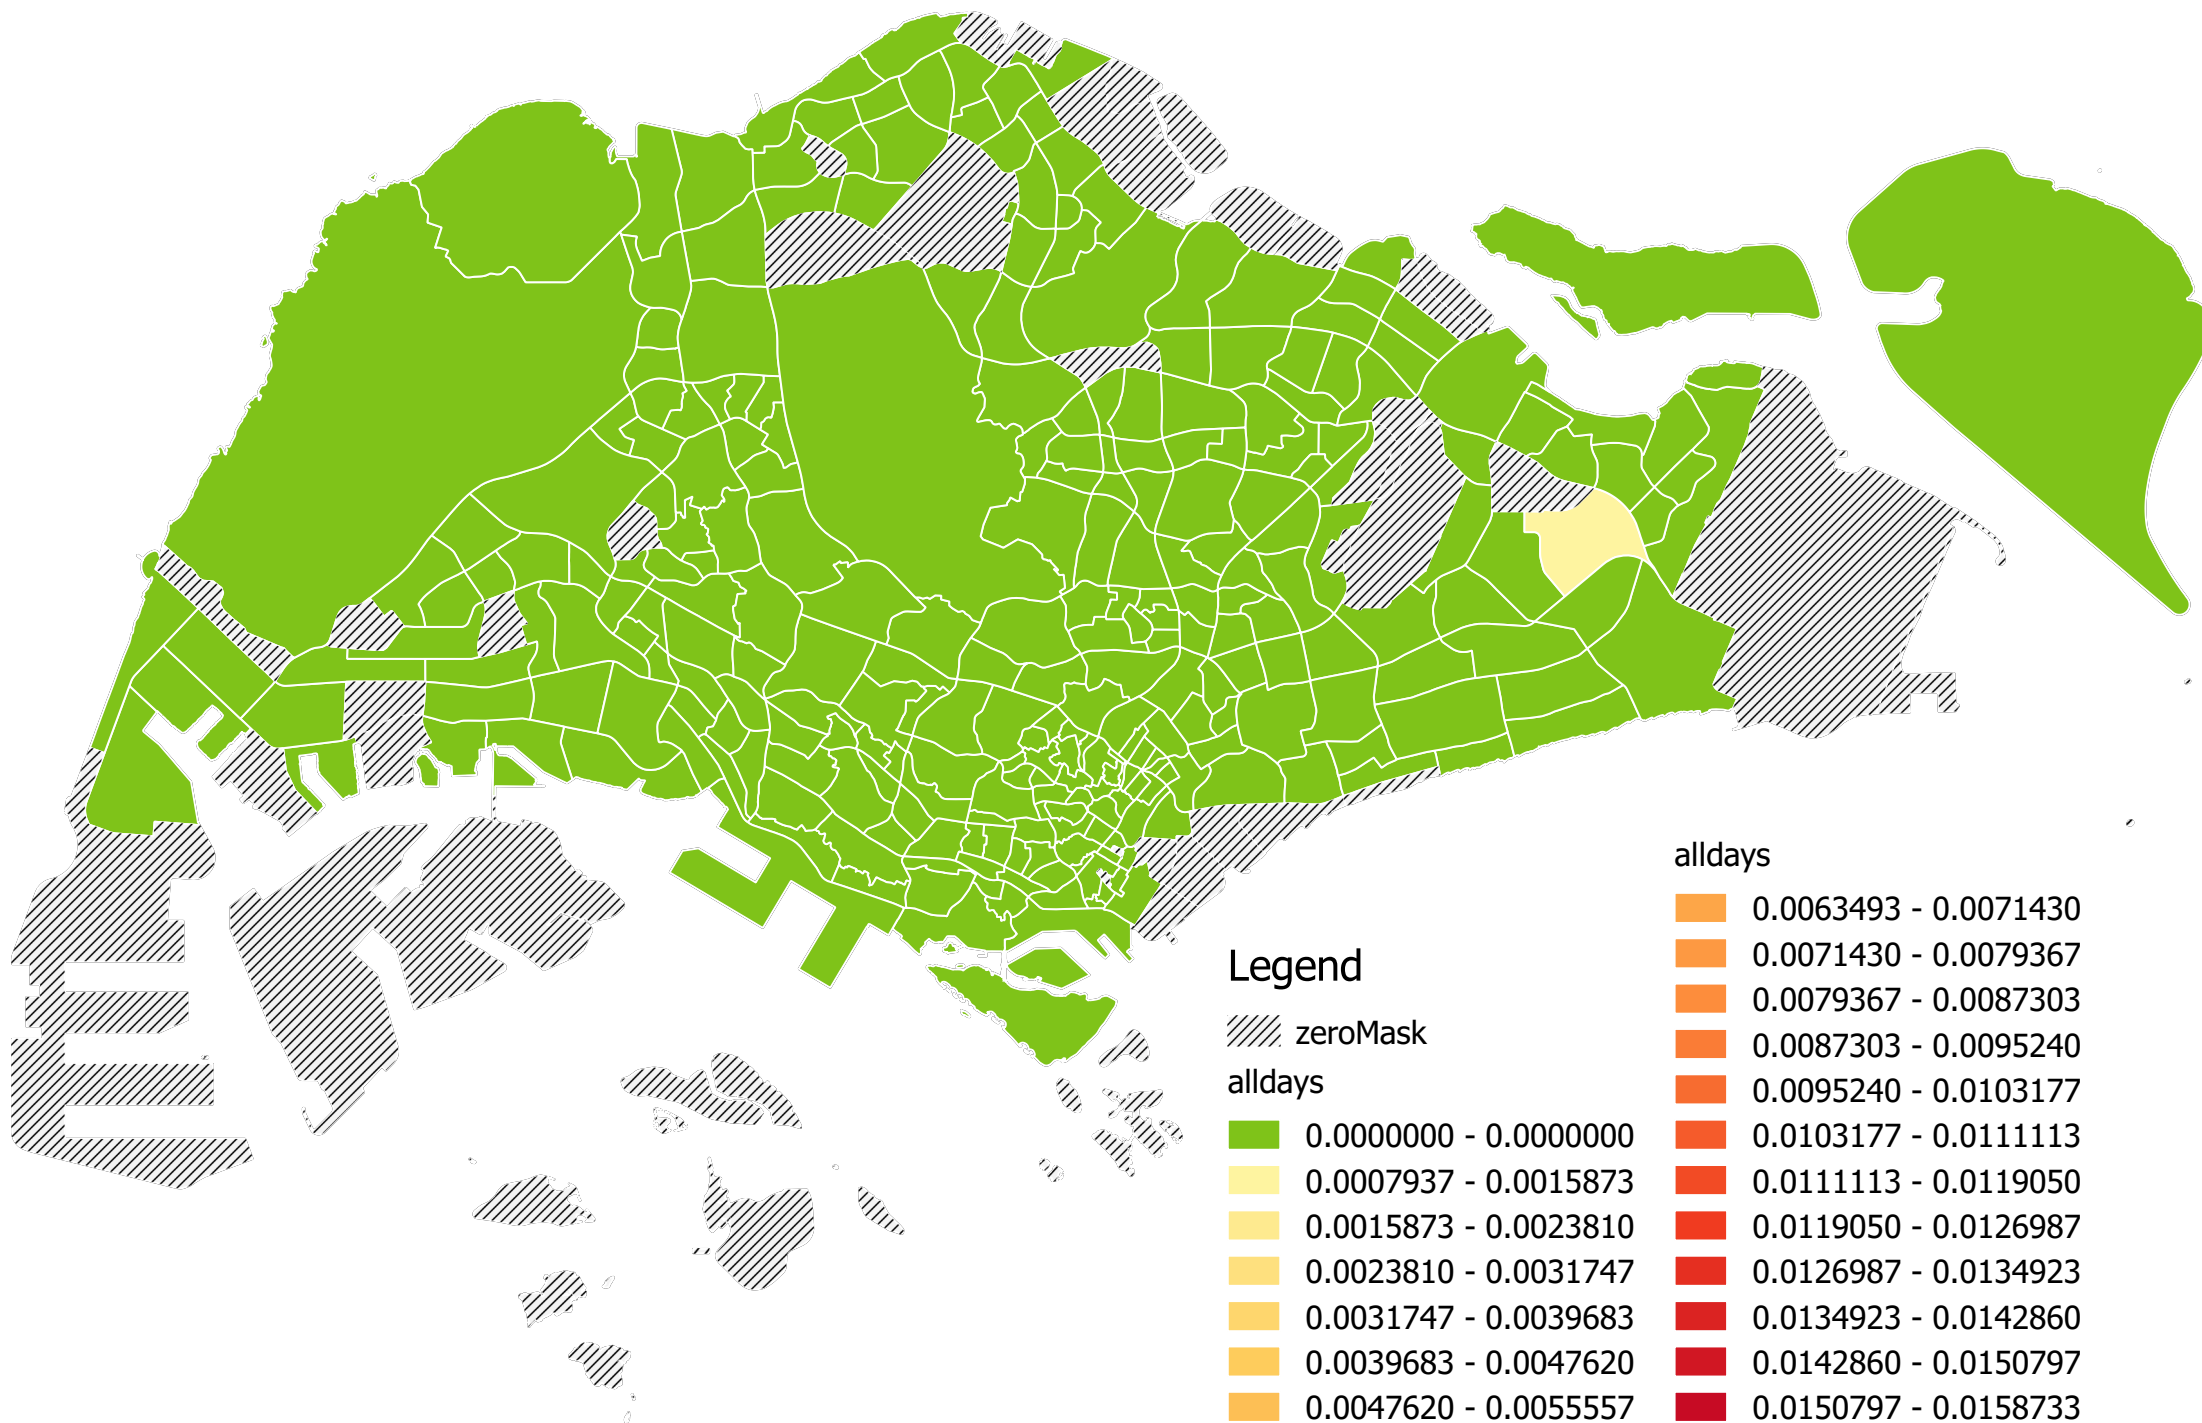 Legend
zeroMask
alldays
0.0000000 - 0.0000000
0.0007937 - 0.0015873
0.0015873 - 0.0023810
0.0023810 - 0.0031747
0.0031747 - 0.0039683
0.0039683 - 0.0047620
0.0047620 - 0.0055557
alldays
0.0063493 - 0.0071430
0.0071430 - 0.0079367
0.0079367 - 0.0087303
0.0087303 - 0.0095240
0.0095240 - 0.0103177
0.0103177 - 0.0111113
0.0111113 - 0.0119050
0.0119050 - 0.0126987
0.0126987 - 0.0134923
0.0134923 - 0.0142860
0.0142860 - 0.0150797
0.0150797 - 0.0158733